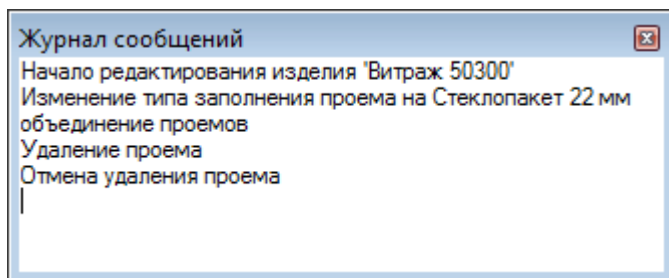 Журнал сообщений
Начало редактирования изделия "Витраж 50300"
Изменение типа заполнения проема на Стеклопакет 22 мм
объединение проемов
Удаление проема
Отмена удаления проема